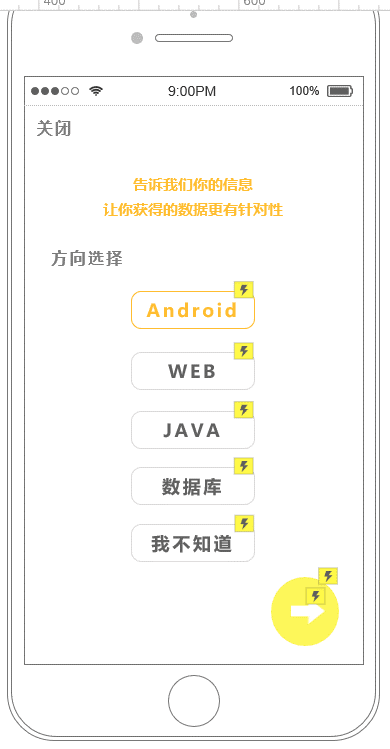 400
600
9:00PM
100%
关闭
告诉我们你的信息
让你获得的数据更有针对性
方向选择
Android
WEB
JAVA
数据库
我不知道